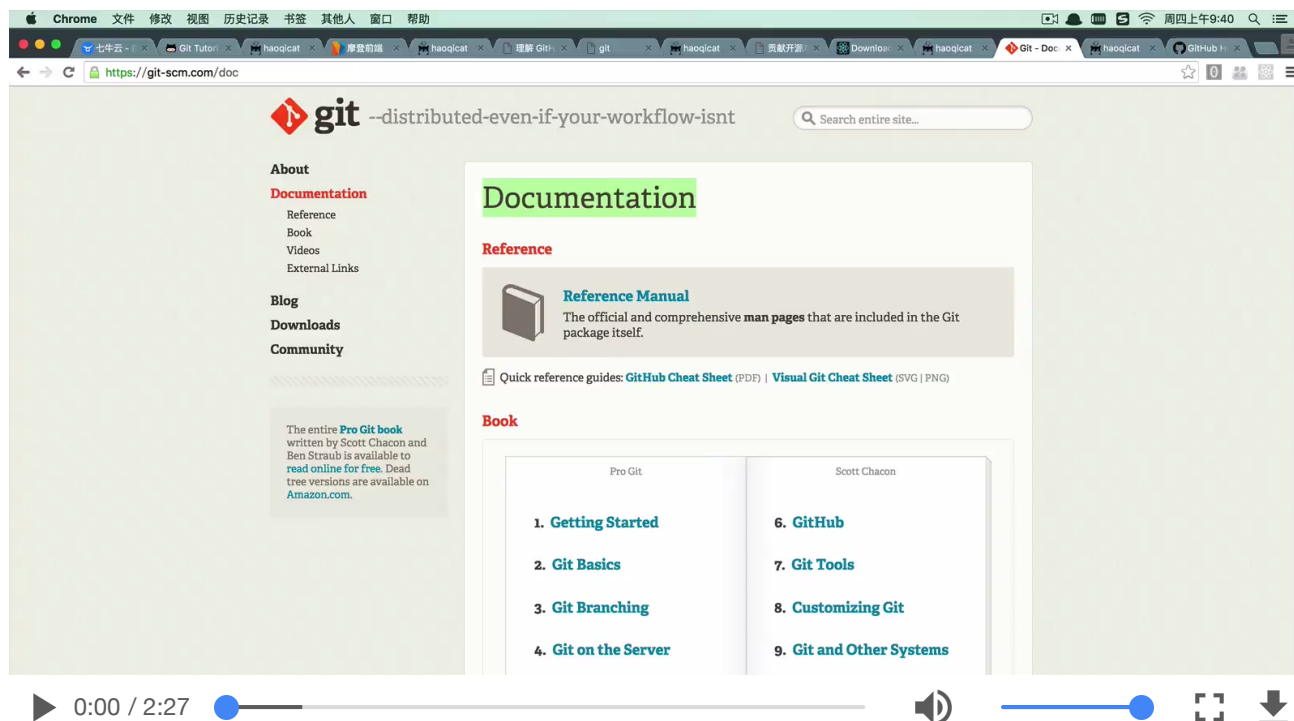 Chrome 文件 修改 视图 历史记录 书签 其他人 窗口 帮助 周四上午9:40
七牛云 - Git Tutori haoqicat 摩登前端 haoqicat 理解 GitH git haoqicat 贡献开源 Downloac haoqicat Git - Doc haoqicat GitHub H
https://git-scm.com/doc
git --distributed-even-if-your-workflow-isnt
Search entire site...
About
Documentation
Reference
Book
Videos
External Links
Blog
Downloads
Community
The entire Pro Git book
written by Scott Chacon and
Ben Straub is available to
read online for free. Dead
tree versions are available on
Amazon.com.
Documentation
Reference
Reference Manual
The official and comprehensive man pages that are included in the Git
package itself.
Quick reference guides: GitHub Cheat Sheet (PDF) | Visual Git Cheat Sheet (SVG | PNG)
Book
Pro Git
1. Getting Started
2. Git Basics
3. Git Branching
4. Git on the Server
Scott Chacon
6. GitHub
7. Git Tools
8. Customizing Git
9. Git and Other Systems
0:00 / 2:27